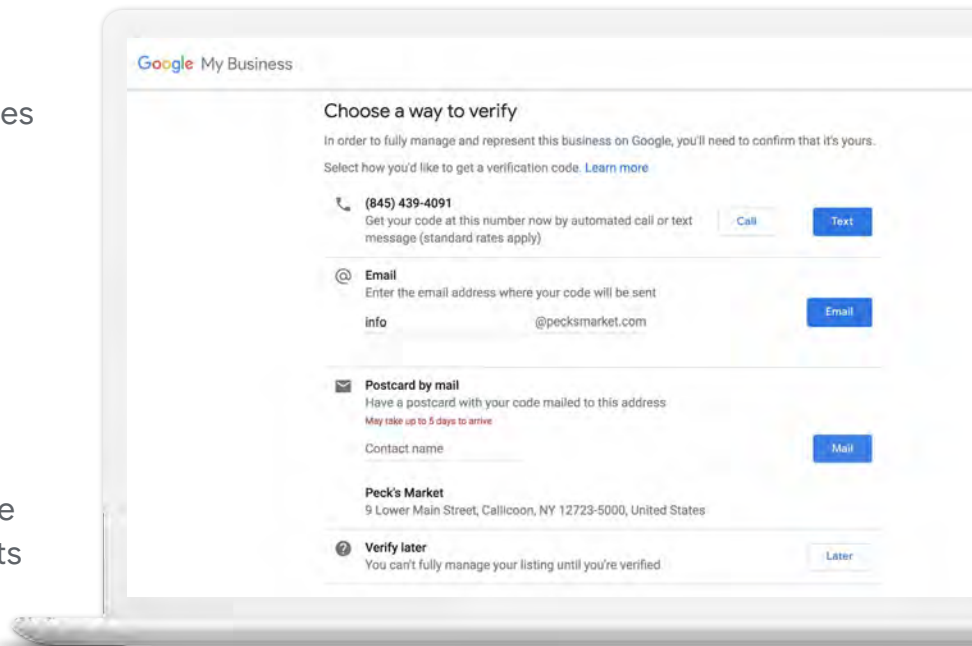 es
e
ts
Google My Business
Choose a way to verify
In order to fully manage and represent this business on Google, you'll need to confirm that it's yours.
Select how you'd like to get a verification code. Learn more
(845) 439-4091
Get your code at this number now by automated call or text
message (standard rates apply)
Call
Text
Email
Enter the email address where your code will be sent
info @pecksmarket.com
Email
Postcard by mail
Have a postcard with your code mailed to this address
May take up to 5 days to arrive
Contact name
Mail
Peck's Market
9 Lower Main Street, Callicoon, NY 12723-5000, United States
Verify later
You can't fully manage your listing until you're verified
Later